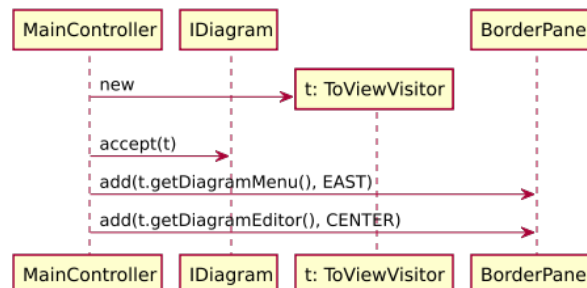 MainController IDiagram BorderPane
new t: ToViewVisitor
accept(t)
add(t.getDiagramMenu(), EAST)
add(t.getDiagramEditor(), CENTER)
MainController IDiagram t: ToViewVisitor BorderPane